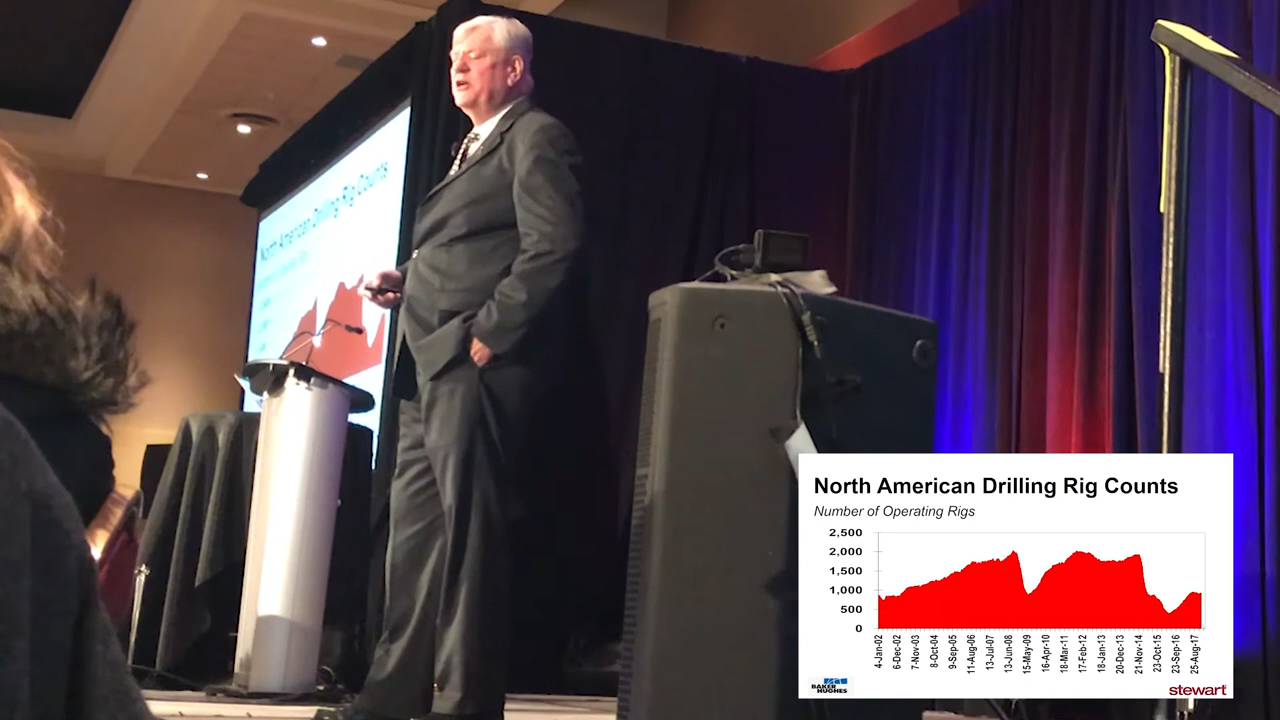 North American Drilling Rig Counts
North American Drilling Rig Counts
Number of Operating Rigs
2,500
2,000
1,500
1,000
500
0
4-Jan-02
6-Dec-02
7-Nov-03
8-Oct-04
9-Sep-05
11-Aug-06
13-Jul-07
13-Jun-08
15-May-09
16-Apr-10
18-Mar-11
17-Feb-12
18-Jan-13
20-Dec-13
21-Nov-14
23-Oct-15
23-Sep-16
25-Aug-17
BAKER
HUGHES
stewart